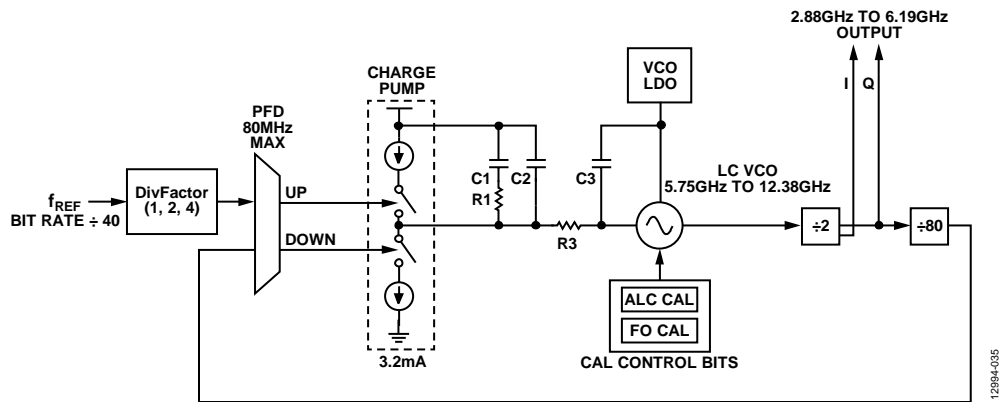 2.88GHz TO 6.19GHz
OUTPUT
I
Q
VCO
LDO
CHARGE
PUMP
PFD
80MHz
MAX
C1
C2
C3
R1
LC VCO
5.75GHz TO 12.38GHz
fREF
BIT RATE ÷ 40
DivFactor
(1, 2, 4)
UP
DOWN
R3
÷2
÷80
ALC CAL
FO CAL
CAL CONTROL BITS
3.2mA
12994-035